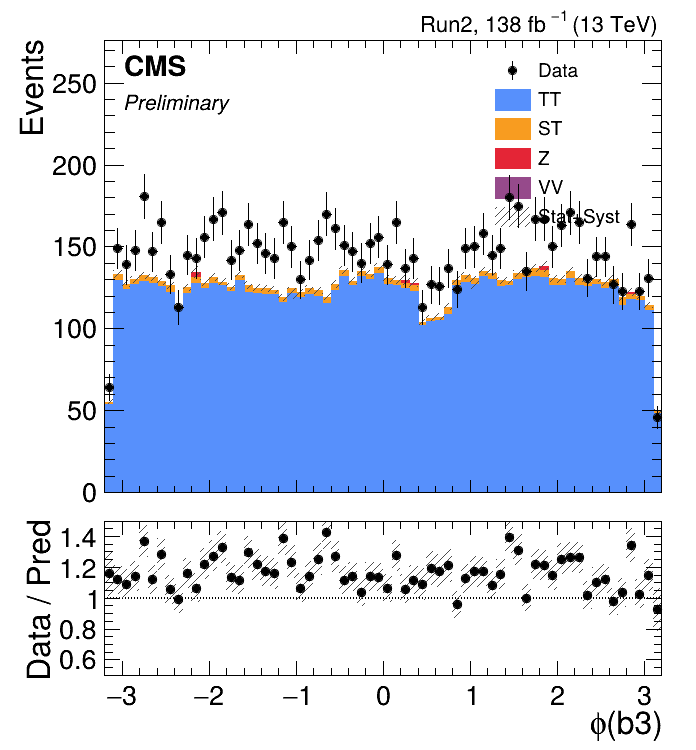 Run2, 138 fb⁻¹ (13 TeV)
CMS
Preliminary
Events
250
200
150
100
50
0
Data
TT
ST
Z
VV
Stat+Syst
Data / Pred
1.4
1.2
1
0.8
0.6
−3 −2 −1 0 1 2 3
ϕ(b3)